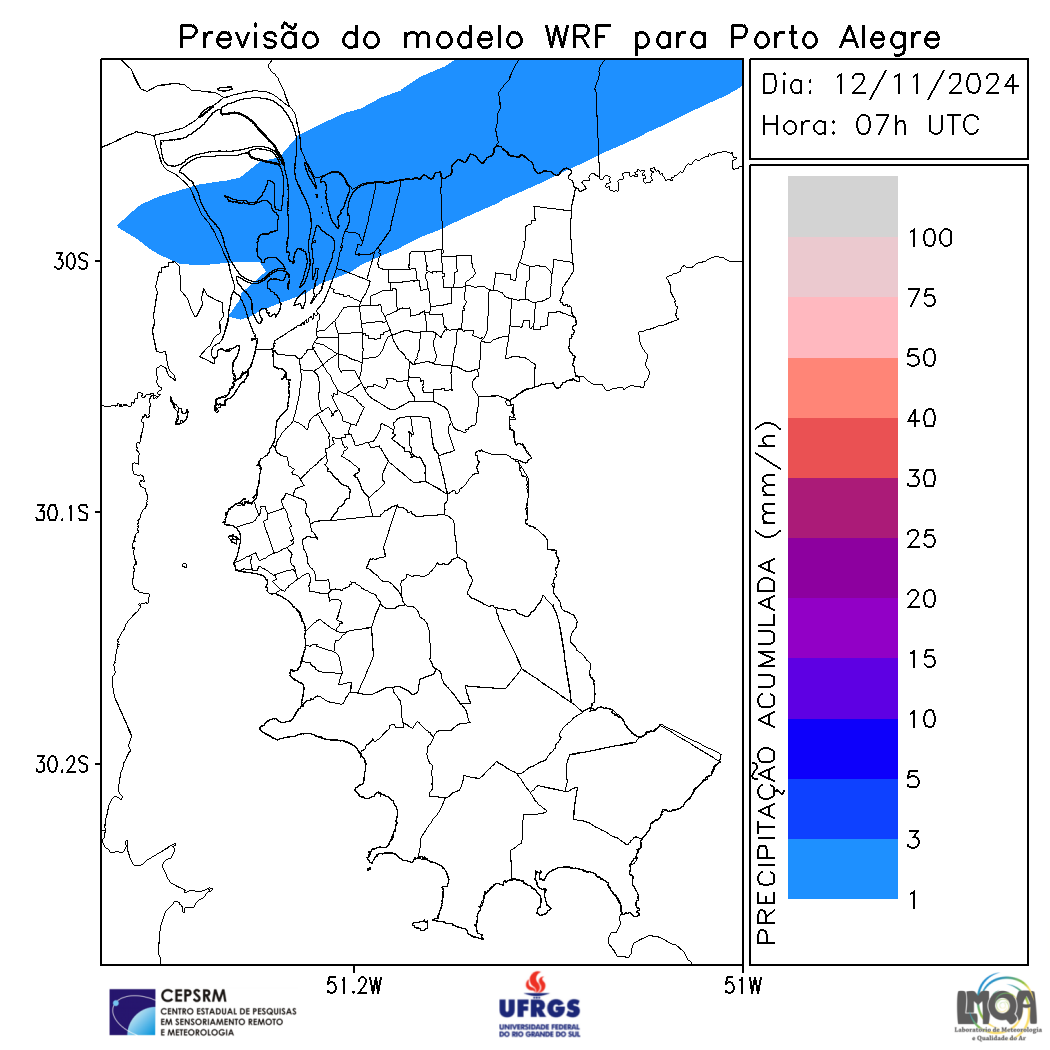 Previsão do modelo WRF para Porto Alegre
Dia: 12/11/2024
Hora: 07h UTC
30S
30.1S
30.2S
51.2W
51W
PRECIPITAÇÃO ACUMULADA (mm/h)
100
75
50
40
30
25
20
15
10
5
3
1
CEPSRM
CENTRO ESTADUAL DE PESQUISAS
EM SENSORIAMENTO REMOTO
E METEOROLOGIA
UFRGS
UNIVERSIDADE FEDERAL
DO RIO GRANDE DO SUL
LMQA
Laboratório de Meteorologia
e Qualidade do Ar